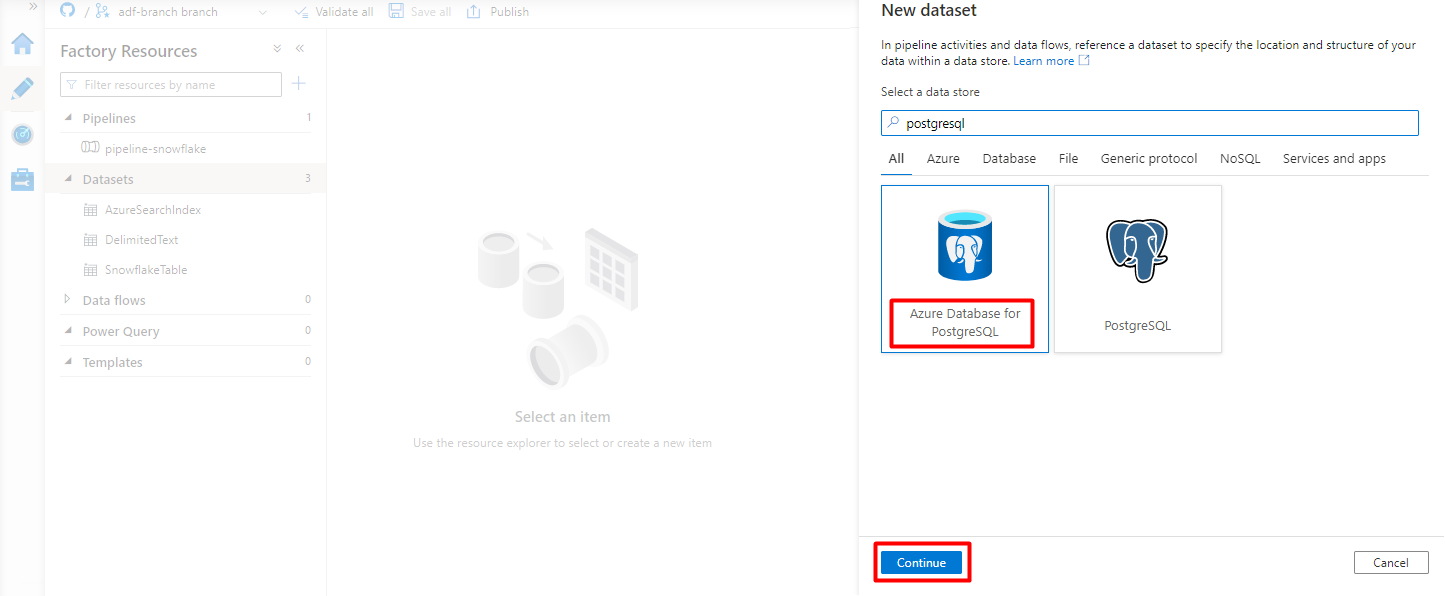 / adf-branch branch
Validate all
Save all
Publish
Factory Resources
Filter resources by name
Pipelines 1
pipeline-snowflake
Datasets 3
AzureSearchIndex
DelimitedText
SnowflakeTable
Data flows 0
Power Query 0
Templates 0
Select an item
Use the resource explorer to select or create a new item
New dataset
In pipeline activities and data flows, reference a dataset to specify the location and structure of your
data within a data store. Learn more
Select a data store
postgresql
All Azure Database File Generic protocol NoSQL Services and apps
Azure Database for
PostgreSQL
PostgreSQL
Continue
Cancel